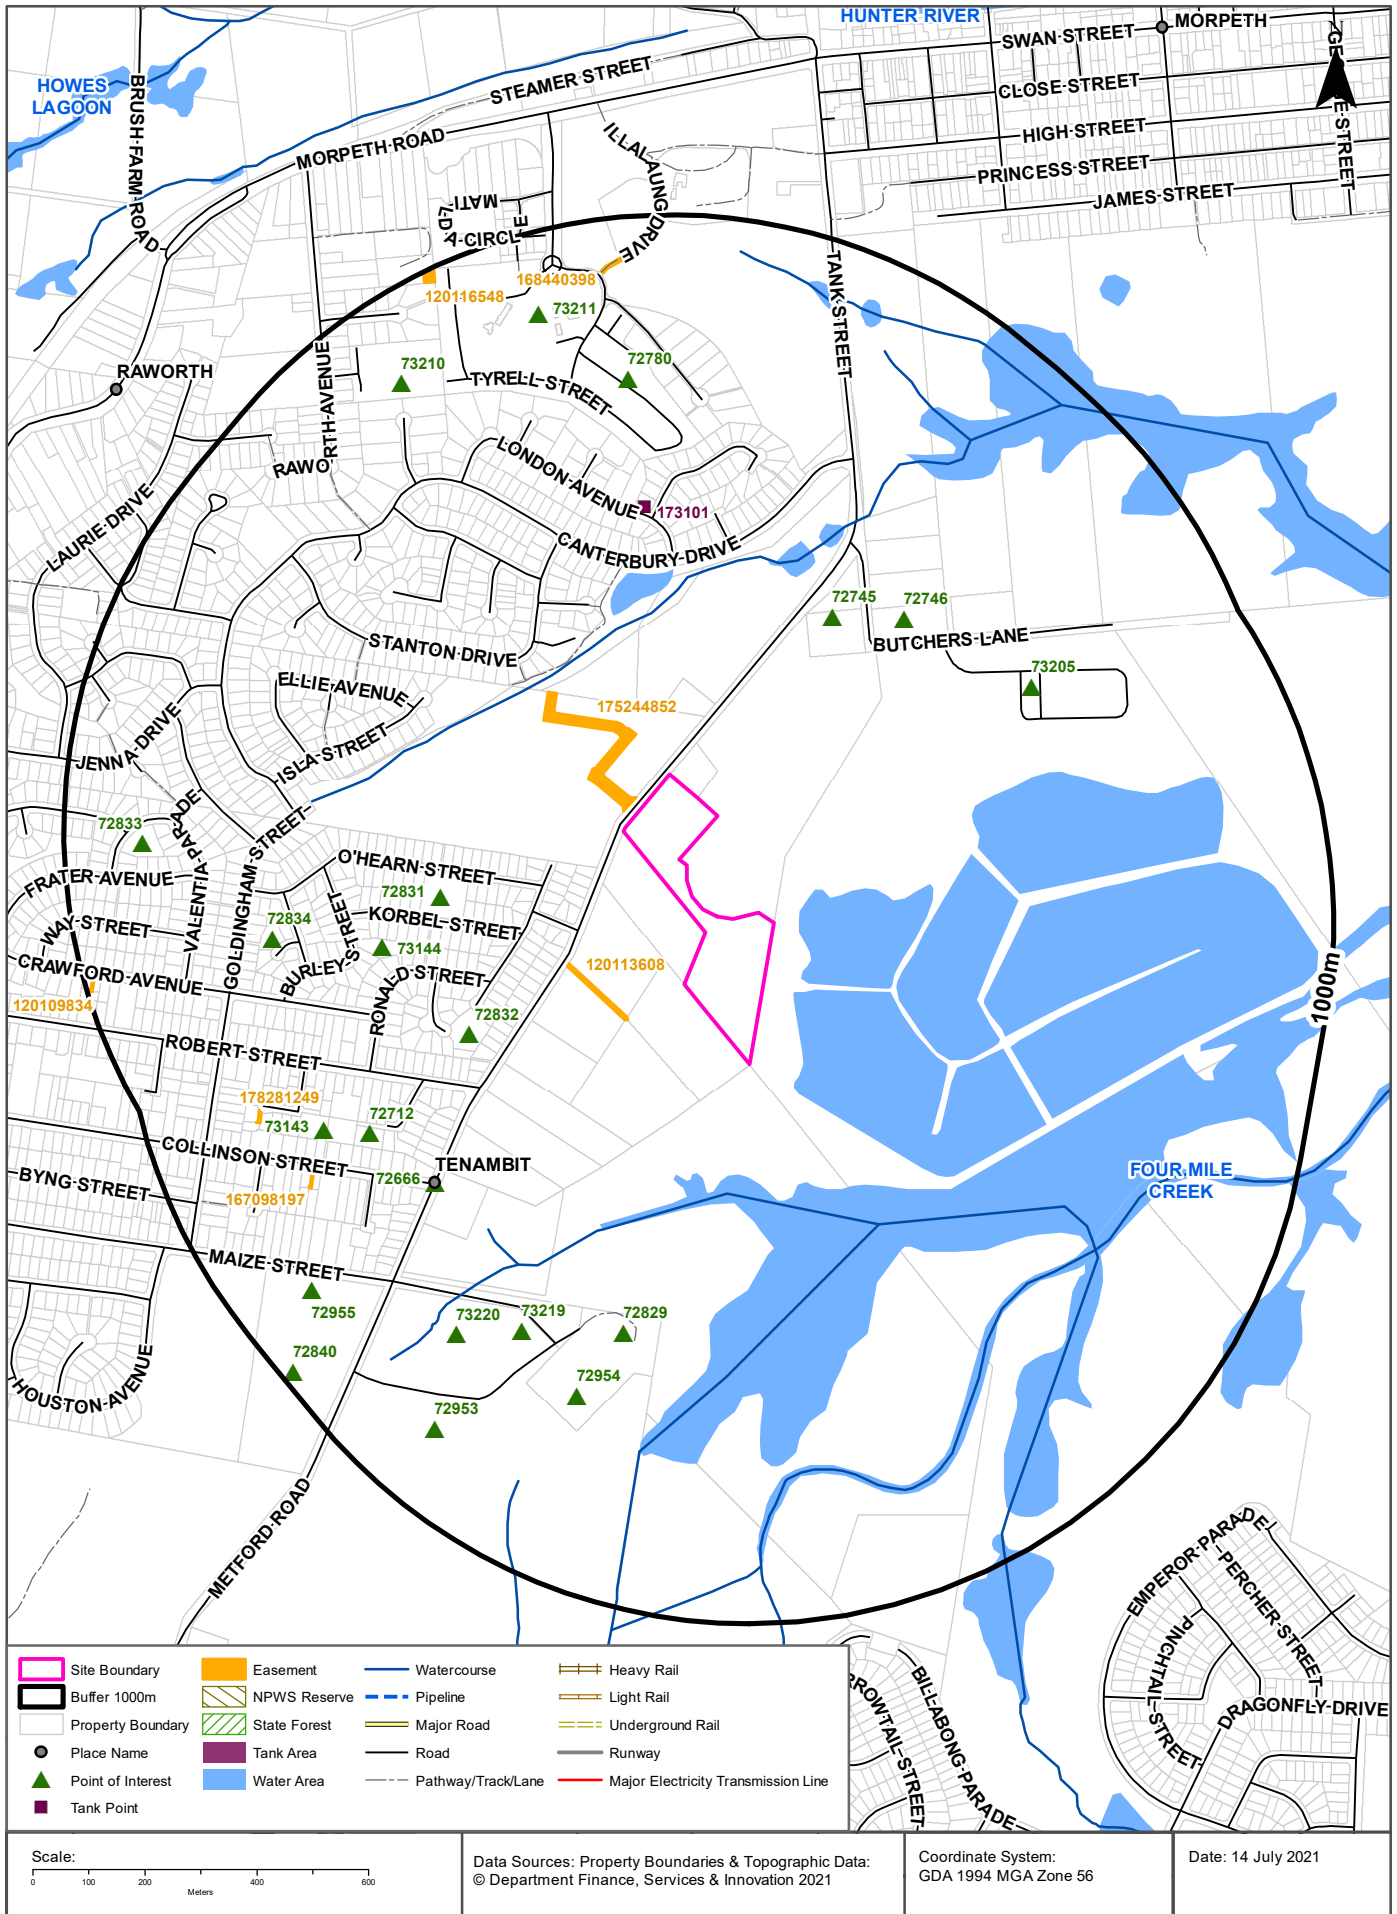 HUNTER RIVER
MORPETH
SWAN STREET
CLOSE STREET
HIGH STREET
PRINCESS STREET
JAMES STREET
HOWES
LAGOON
BRUSH FARM ROAD
STEAMER STREET
MORPETH ROAD
ILLALAUNG DRIVE
MATILDA CIRCLE
TANK STREET
168440398
120116548
73211
RAWORTH
RAWORTH AVENUE
73210
72780
TYRELL STREET
LONDON AVENUE
173101
CANTERBURY DRIVE
LAURIE DRIVE
72745
72746
BUTCHERS LANE
73205
STANTON DRIVE
ELLIE AVENUE
175244852
ISLA STREET
JENNA DRIVE
VALENTIA PARADE
GOLDINGHAM STREET
72833
FRATER AVENUE
O'HEARN STREET
72831
KORBEL STREET
73144
72834
BURLEY STREET
WAY STREET
CRAWFORD AVENUE
120109834
RONALD STREET
120113608
72832
ROBERT STREET
1000m
178281249
73143
72712
COLLINSON STREET
72666
TENAMBIT
BYNG STREET
167098197
FOUR MILE
CREEK
MAIZE STREET
72955
73220
73219
72829
72840
72954
72953
HOUSTON AVENUE
METFORD ROAD
EMPEROR PARADE
PERCHER STREET
PINCHTAIL STREET
DRAGONFLY DRIVE
BILLABONG PARADE
RROWTAIL STREET
Site Boundary
Buffer 1000m
Property Boundary
Place Name
Point of Interest
Tank Point
Easement
NPWS Reserve
State Forest
Tank Area
Water Area
Watercourse
Pipeline
Major Road
Road
Pathway/Track/Lane
Heavy Rail
Light Rail
Underground Rail
Runway
Major Electricity Transmission Line
Scale:
0 100 200 400 600
Meters
Data Sources: Property Boundaries & Topographic Data:
© Department Finance, Services & Innovation 2021
Coordinate System:
GDA 1994 MGA Zone 56
Date: 14 July 2021